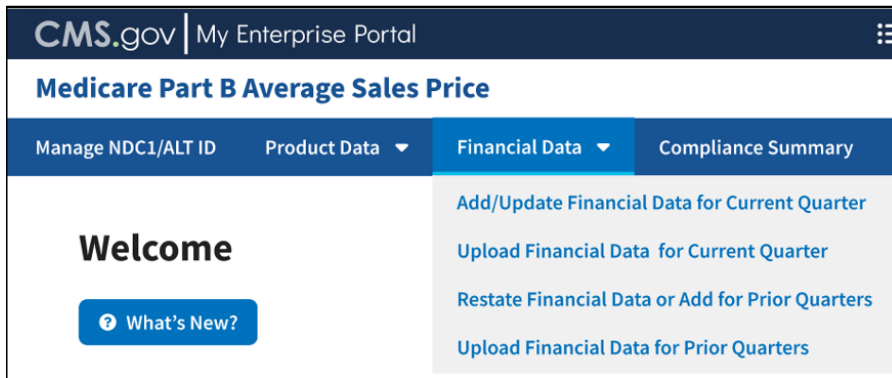 CMS.gov My Enterprise Portal
Medicare Part B Average Sales Price
Manage NDC1/ALT ID Product Data Financial Data Compliance Summary
Add/Update Financial Data for Current Quarter
Upload Financial Data for Current Quarter
Restate Financial Data or Add for Prior Quarters
Upload Financial Data for Prior Quarters
Welcome
What's New?